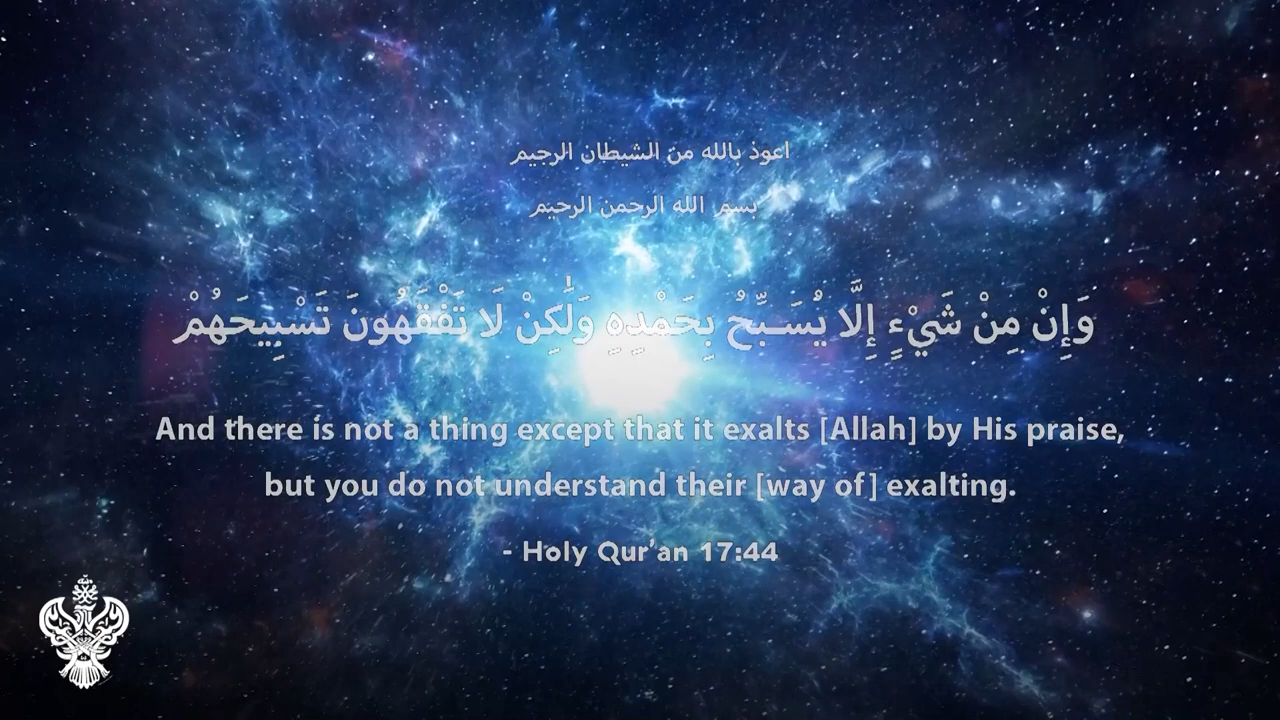 اعوذ بالله من الشيطان الرجيم
بسم الله الرحمن الرحيم
وَإِنْ مِنْ شَيْءٍ إِلَّا يُسَـبِّحُ بِحَمْدِهِ وَلَٰكِنْ لَا تَفْقَهُونَ تَسْبِيحَهُمْ
And there is not a thing except that it exalts [Allah] by His praise,
but you do not understand their [way of] exalting.
- Holy Qur'an 17:44